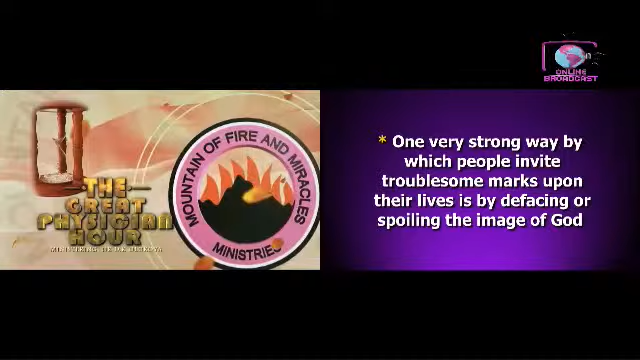 ONLINE
BROADCAST
MOUNTAIN OF FIRE AND MIRACLES
MINISTRIES
THE
GREAT
PHYSICIAN
HOUR
* One very strong way by
which people invite
troublesome marks upon
their lives is by defacing or
spoiling the image of God